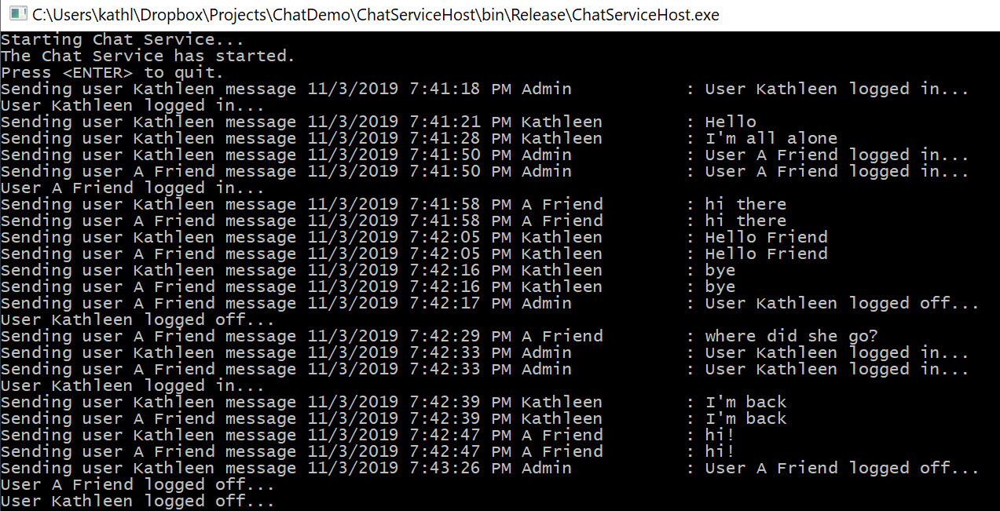 C:\Users\kathl\Dropbox\Projects\ChatDemo\ChatServiceHost\bin\Release\ChatServiceHost.exe
Starting Chat Service...
The Chat Service has started.
Press <ENTER> to quit.
Sending user Kathleen message 11/3/2019 7:41:18 PM Admin           : User Kathleen logged in...
User Kathleen logged in...
Sending user Kathleen message 11/3/2019 7:41:21 PM Kathleen        : Hello
Sending user Kathleen message 11/3/2019 7:41:28 PM Kathleen        : I'm all alone
Sending user Kathleen message 11/3/2019 7:41:50 PM Admin           : User A Friend logged in...
Sending user A Friend message 11/3/2019 7:41:50 PM Admin           : User A Friend logged in...
User A Friend logged in...
Sending user Kathleen message 11/3/2019 7:41:58 PM A Friend        : hi there
Sending user A Friend message 11/3/2019 7:41:58 PM A Friend        : hi there
Sending user Kathleen message 11/3/2019 7:42:05 PM Kathleen        : Hello Friend
Sending user A Friend message 11/3/2019 7:42:05 PM Kathleen        : Hello Friend
Sending user Kathleen message 11/3/2019 7:42:16 PM Kathleen        : bye
Sending user A Friend message 11/3/2019 7:42:16 PM Kathleen        : bye
Sending user A Friend message 11/3/2019 7:42:17 PM Admin           : User Kathleen logged off...
User Kathleen logged off...
Sending user A Friend message 11/3/2019 7:42:29 PM A Friend        : where did she go?
Sending user Kathleen message 11/3/2019 7:42:33 PM Admin           : User Kathleen logged in...
Sending user A Friend message 11/3/2019 7:42:33 PM Admin           : User Kathleen logged in...
User Kathleen logged in...
Sending user Kathleen message 11/3/2019 7:42:39 PM Kathleen        : I'm back
Sending user A Friend message 11/3/2019 7:42:39 PM Kathleen        : I'm back
Sending user Kathleen message 11/3/2019 7:42:47 PM A Friend        : hi!
Sending user A Friend message 11/3/2019 7:42:47 PM A Friend        : hi!
Sending user Kathleen message 11/3/2019 7:43:26 PM Admin           : User A Friend logged off...
User A Friend logged off...
User Kathleen logged off...